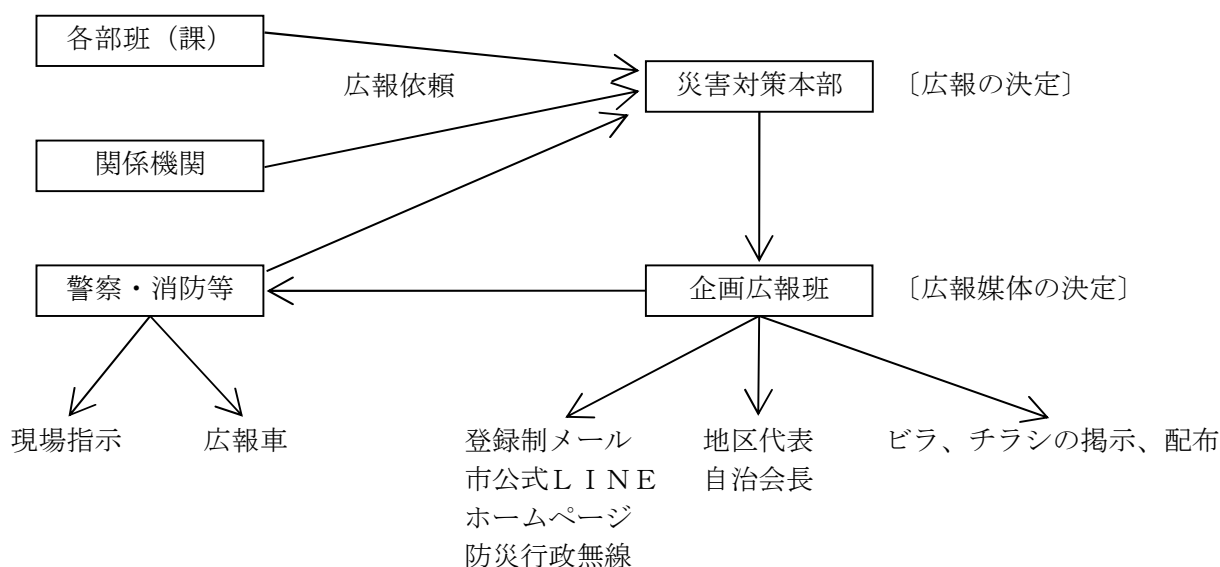 各部班（課）
広報依頼
災害対策本部 〔広報の決定〕
関係機関
警察・消防等
企画広報班 〔広報媒体の決定〕
現場指示
広報車
登録制メール
市公式ＬＩＮＥ
ホームページ
防災行政無線
地区代表
自治会長
ビラ、チラシの掲示、配布